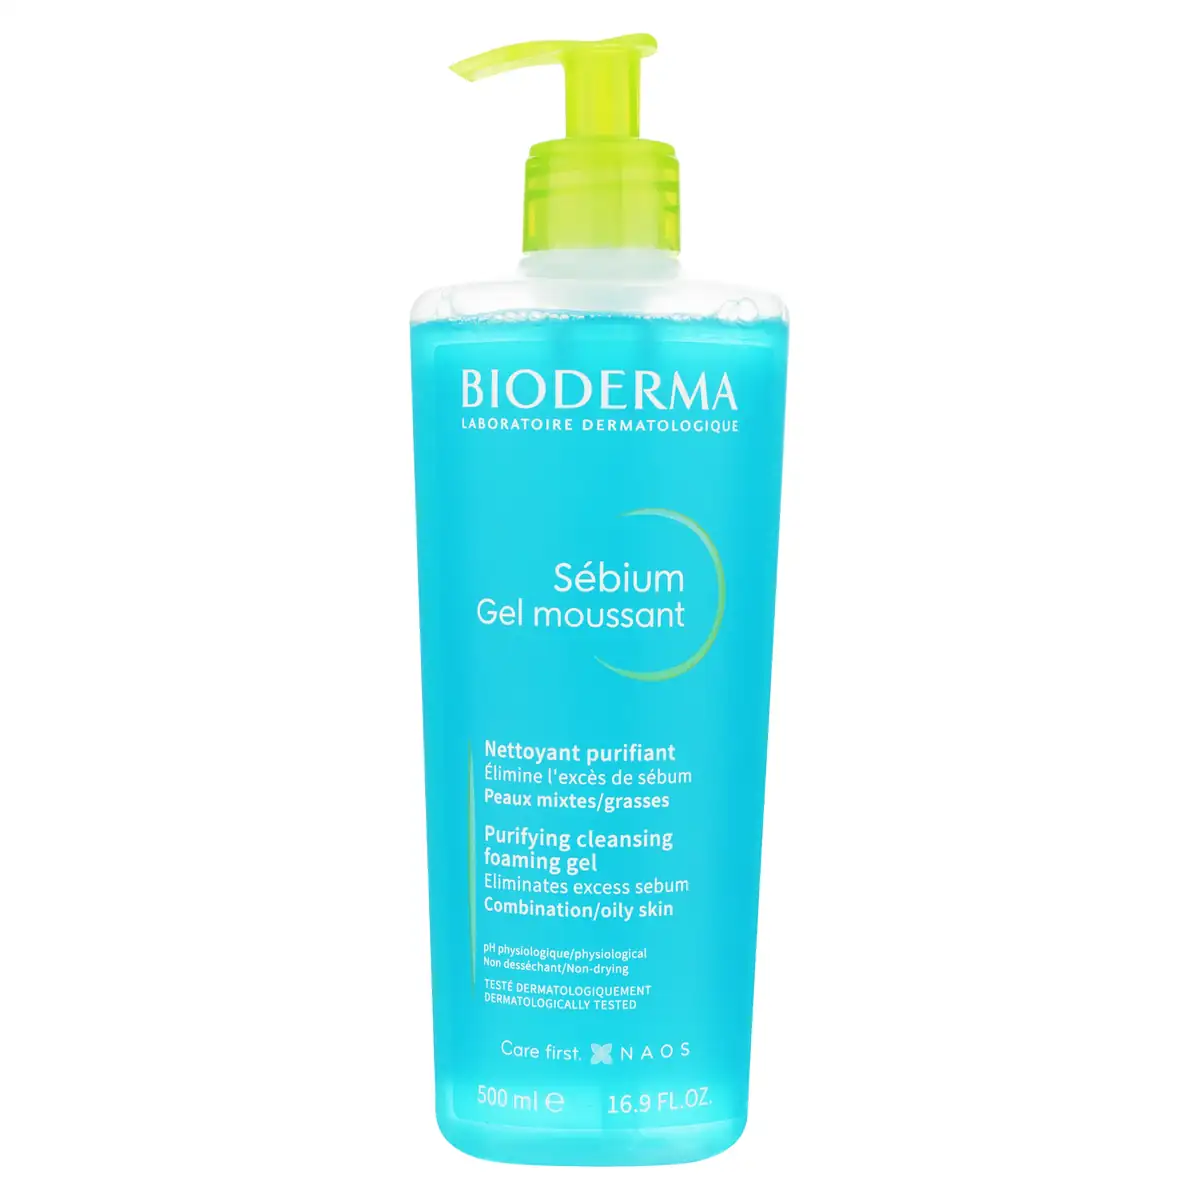 BIODERMA
LABORATOIRE DERMATOLOGIQUE
Sébium
Gel moussant
Nettoyant purifiant
Élimine l'excès de sébum
Peaux mixtes/grasses
Purifying cleansing
foaming gel
Eliminates excess sebum
Combination/oily skin
pH physiologique/physiological
Non desséchant/Non-drying
TESTÉ DERMATOLOGIQUEMENT
DERMATOLOGICALLY TESTED
Care first. NAOS
500 ml ℮ 16.9 FL.OZ.